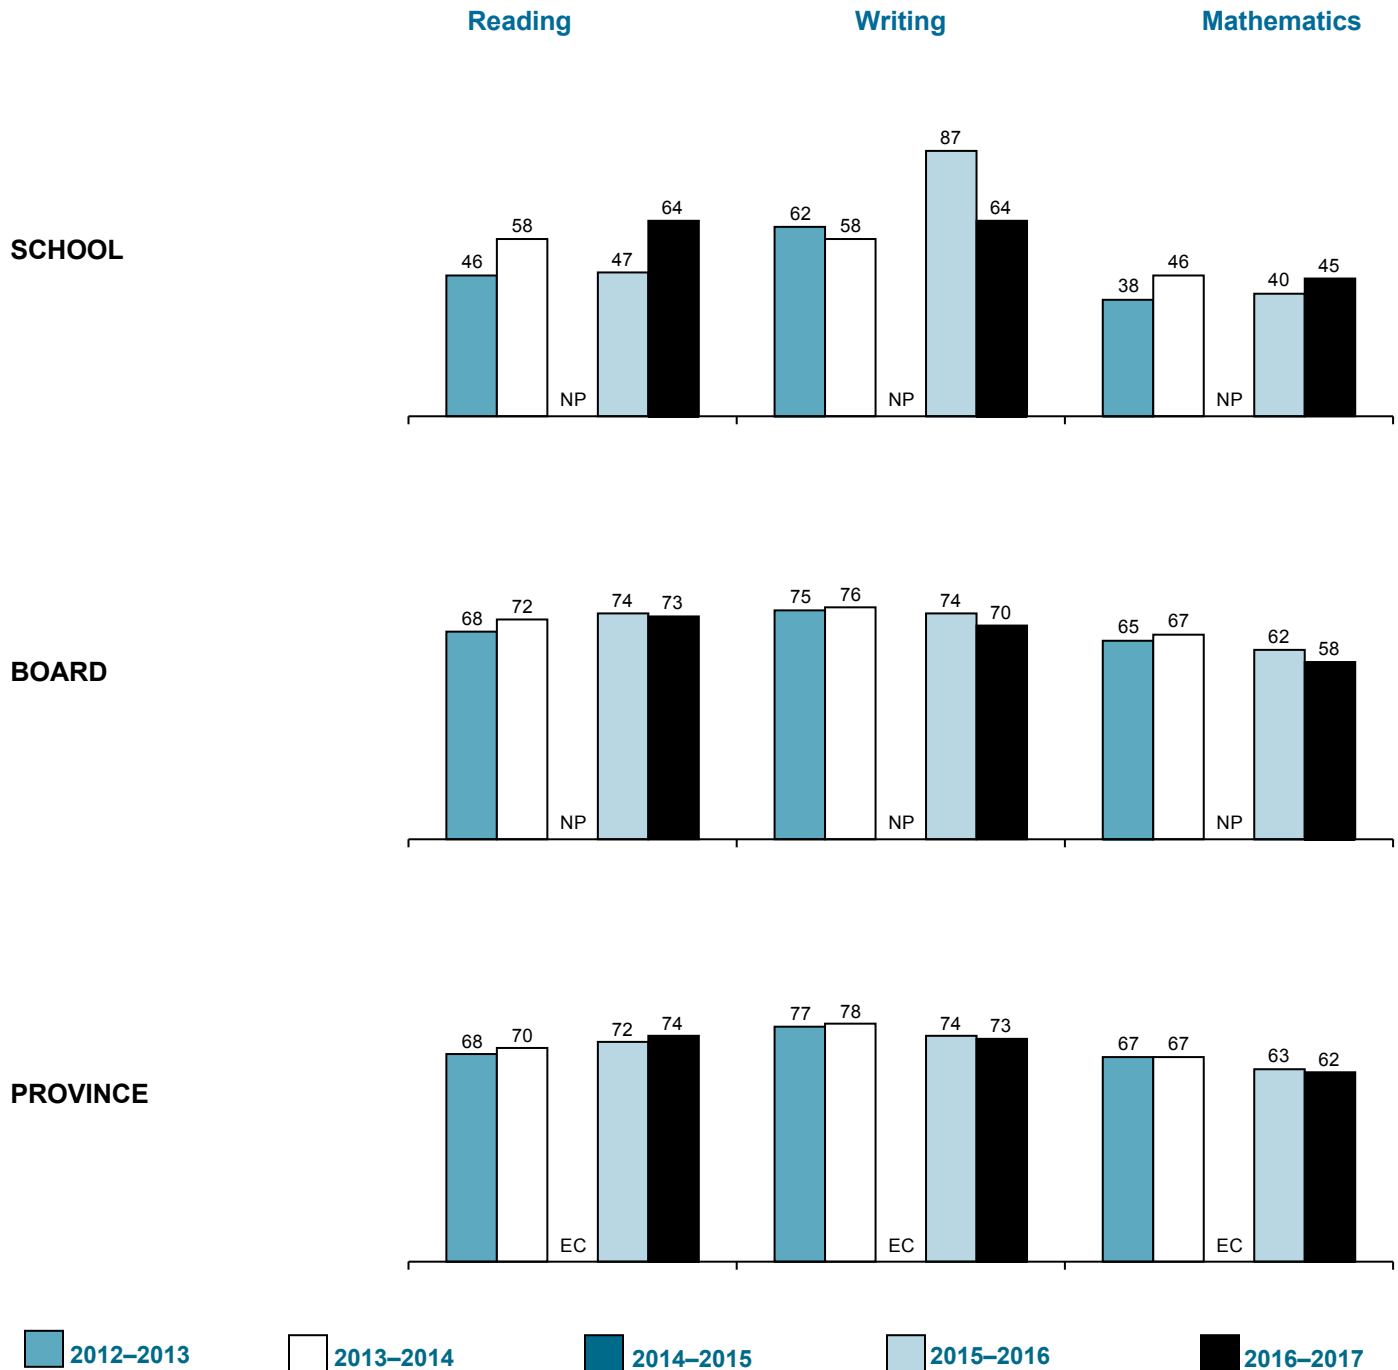 Reading Writing Mathematics
SCHOOL
46 58 NP 47 64 62 58 NP 87 64 38 46 NP 40 45
BOARD
68 72 NP 74 73 75 76 NP 74 70 65 67 NP 62 58
PROVINCE
68 70 EC 72 74 77 78 EC 74 73 67 67 EC 63 62
2012–2013 2013–2014 2014–2015 2015–2016 2016–2017